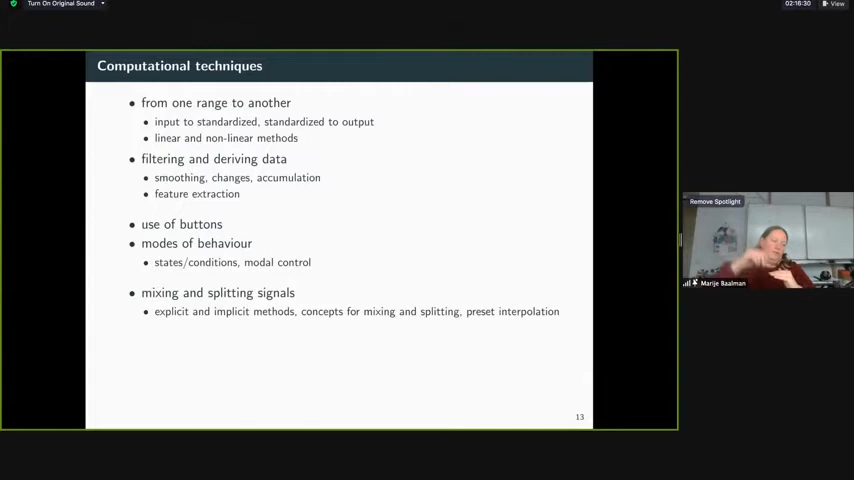 Turn On Original Sound
02:16:30
View
Computational techniques
• from one range to another
• input to standardized, standardized to output
• linear and non-linear methods
• filtering and deriving data
• smoothing, changes, accumulation
• feature extraction
• use of buttons
• modes of behaviour
• states/conditions, modal control
• mixing and splitting signals
• explicit and implicit methods, concepts for mixing and splitting, preset interpolation
13
Remove Spotlight
Marije Baalman